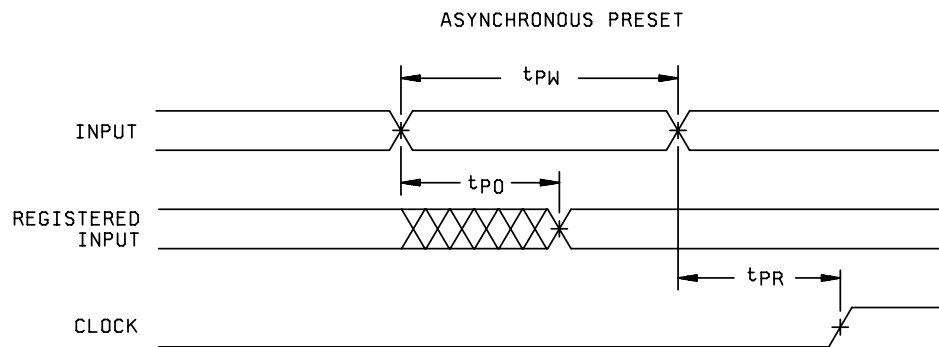 ASYNCHRONOUS PRESET
tPW
INPUT
tPO
REGISTERED
INPUT
tPR
CLOCK